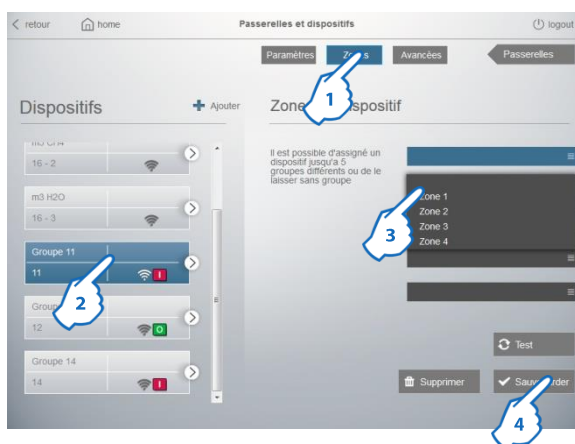 retour
home
Passerelles et dispositifs
logout
Paramètres
Avancées
Passerelles
1
Dispositifs
Ajouter
16 - 2
m3 H2O
16 - 3
Groupe 11
11
I
2
12
O
Groupe 14
14
I
Il est possible d'assigné un
dispositif jusqu'a 5
groupes différents ou de le
laisser sans groupe
Zone 1
Zone 2
Zone 3
Zone 4
3
Test
Supprimer
4